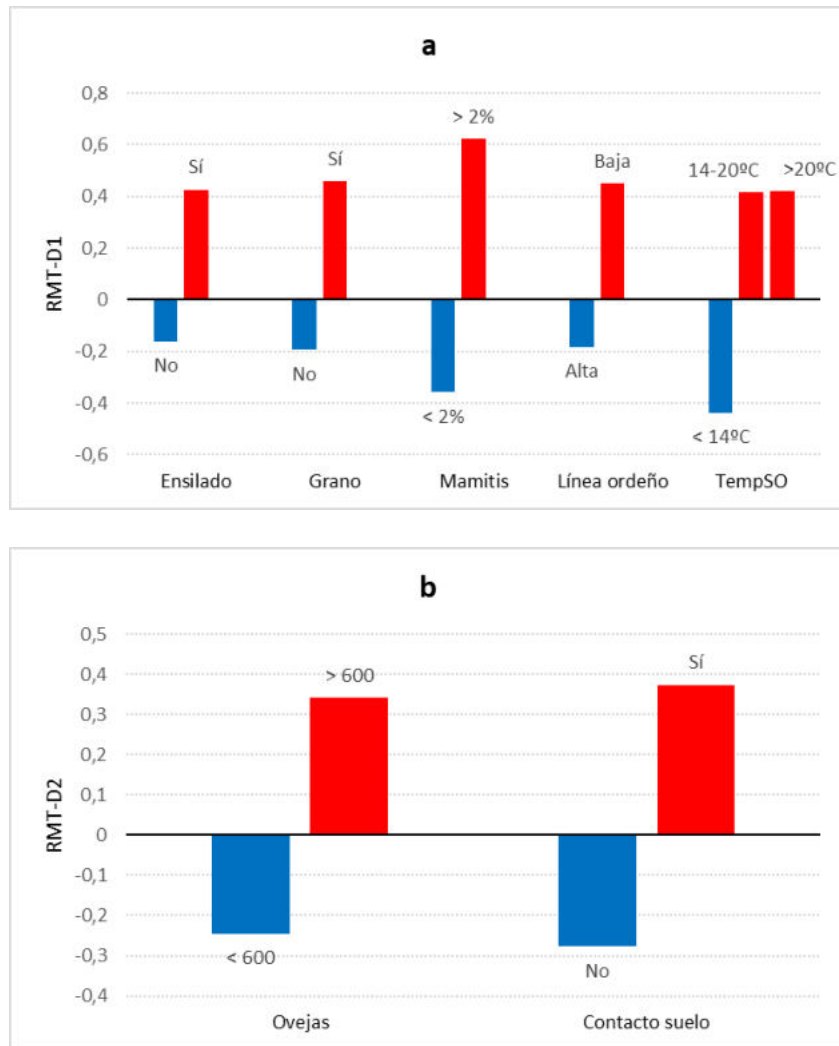 a
0,8
0,6
0,4
0,2
0
-0,2
-0,4
-0,6
RMT-D1
Sí
No
Sí
No
> 2%
< 2%
Baja
Alta
14-20ºC
>20ºC
< 14ºC
Ensilado Grano Mamitis Línea ordeño TempSO
b
0,5
0,4
0,3
0,2
0,1
0
-0,1
-0,2
-0,3
-0,4
RMT-D2
> 600
< 600
Sí
No
Ovejas Contacto suelo